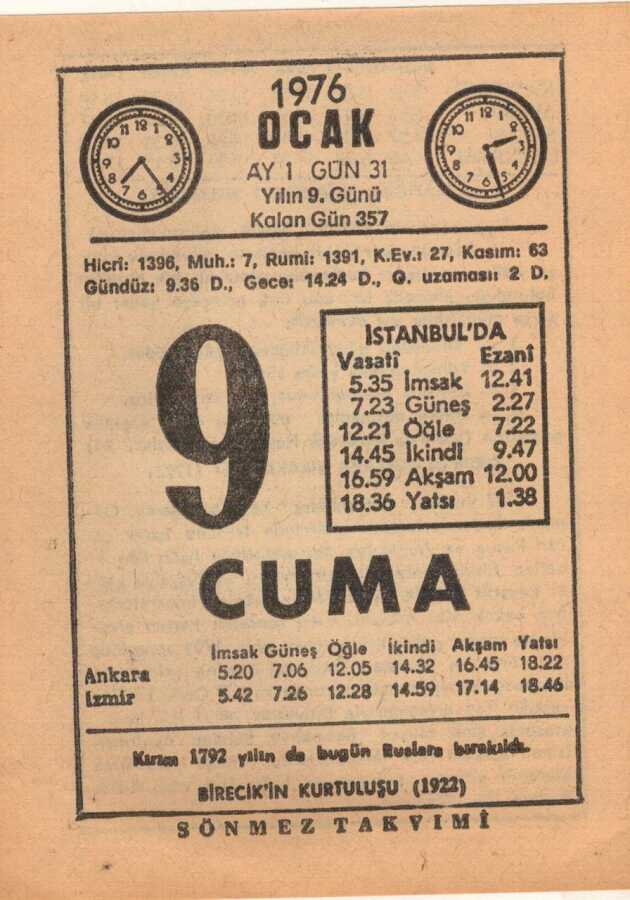 1976
OCAK
AY 1 GÜN 31
Yılın 9. Günü
Kalan Gün 357
Hicrî: 1396, Muh.: 7, Rumi: 1391, K.Ev.: 27, Kasım: 63
Gündüz: 9.36 D., Gece: 14.24 D., G. uzaması: 2 D.
9
İSTANBUL'DA
Vasatî Ezanî
5.35 İmsak 12.41
7.23 Güneş 2.27
12.21 Öğle 7.22
14.45 İkindi 9.47
16.59 Akşam 12.00
18.36 Yatsı 1.38
CUMA
İmsak Güneş Öğle İkindi Akşam Yatsı
Ankara 5.20 7.06 12.05 14.32 16.45 18.22
İzmir 5.42 7.26 12.28 14.59 17.14 18.46
Kırım 1792 yılın da bugün Ruslara bırakıldı.
BİRECİK'İN KURTULUŞU (1922)
SÖNMEZ TAKVİMİ